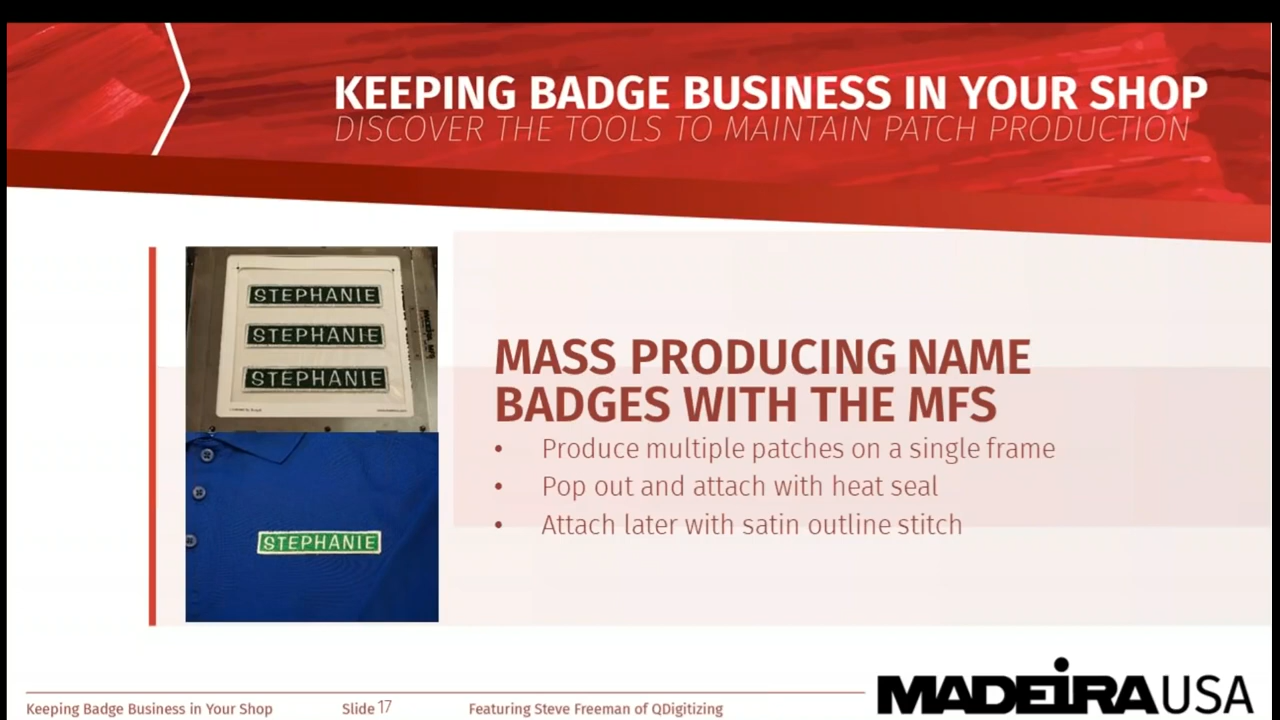 KEEPING BADGE BUSINESS IN YOUR SHOP
DISCOVER THE TOOLS TO MAINTAIN PATCH PRODUCTION
STEPHANIE
STEPHANIE
STEPHANIE
STEPHANIE
MASS PRODUCING NAME
BADGES WITH THE MFS
• Produce multiple patches on a single frame
• Pop out and attach with heat seal
• Attach later with satin outline stitch
Keeping Badge Business in Your Shop
Slide 17
Featuring Steve Freeman of QDigitizing
MADEIRA USA